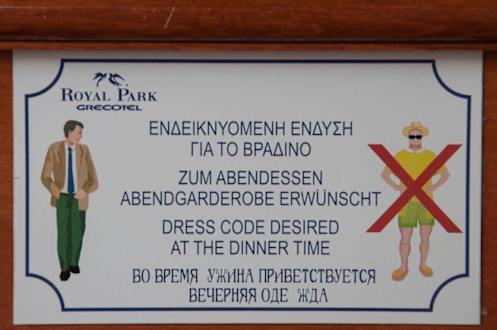 ROYAL PARK
GRECOTEL
ΕΝΔΕΙΚΝΥΟΜΕΝΗ ΕΝΔΥΣΗ
ΓΙΑ ΤΟ ΒΡΑΔΙΝΟ
ZUM ABENDESSEN
ABENDGARDEROBE ERWÜNSCHT
DRESS CODE DESIRED
AT THE DINNER TIME
ВО ВРЕМЯ УЖИНА ПРИВЕТСТВУЕТСЯ
ВЕЧЕРНЯЯ ОДЕ ЖДА